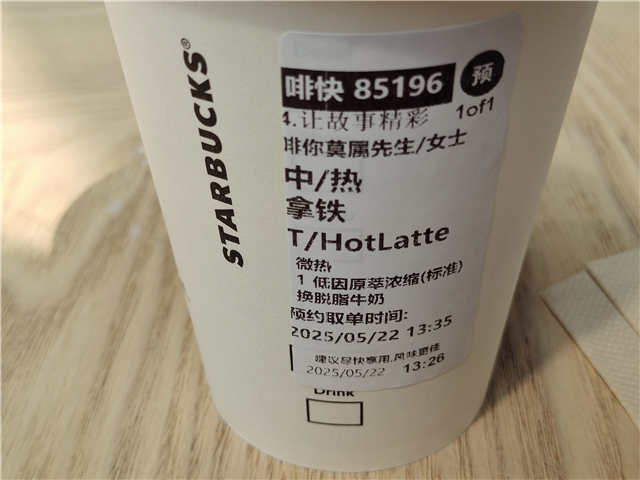 STARBUCKS®
啡快 85196 预
4.让故事精彩 1of1
啡你莫属先生/女士
中/热
拿铁
T/HotLatte
微热
1 低因原萃浓缩(标准)
换脱脂牛奶
预约取单时间:
2025/05/22 13:35
建议尽快享用,风味更佳
2025/05/22 13:26
Drink